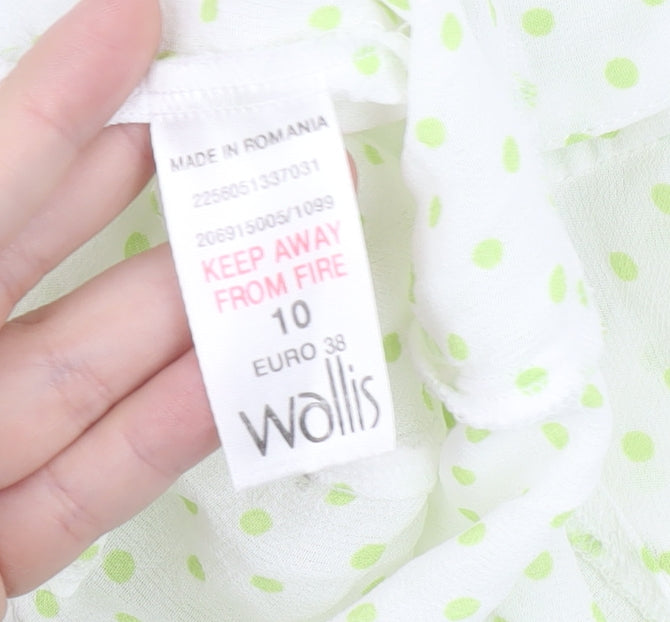 MADE IN ROMANIA
2256051337031
206915005/1099
KEEP AWAY
FROM FIRE
10
EURO 38
wallis